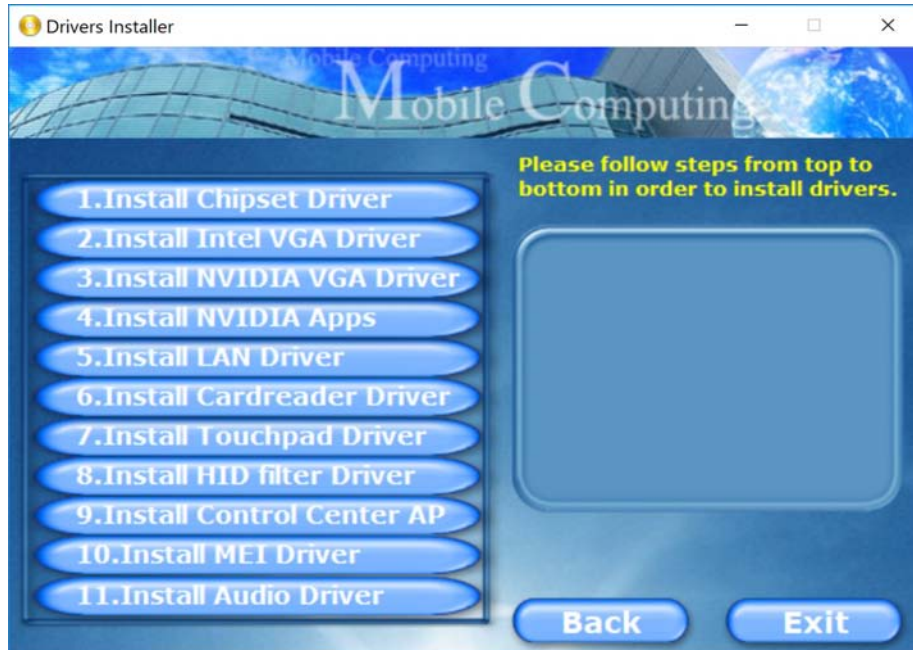 Drivers Installer
Mobile Computing
Mobile Computing
Please follow steps from top to
bottom in order to install drivers.
1.Install Chipset Driver
2.Install Intel VGA Driver
3.Install NVIDIA VGA Driver
4.Install NVIDIA Apps
5.Install LAN Driver
6.Install Cardreader Driver
7.Install Touchpad Driver
8.Install HID filter Driver
9.Install Control Center AP
10.Install MEI Driver
11.Install Audio Driver
Back
Exit